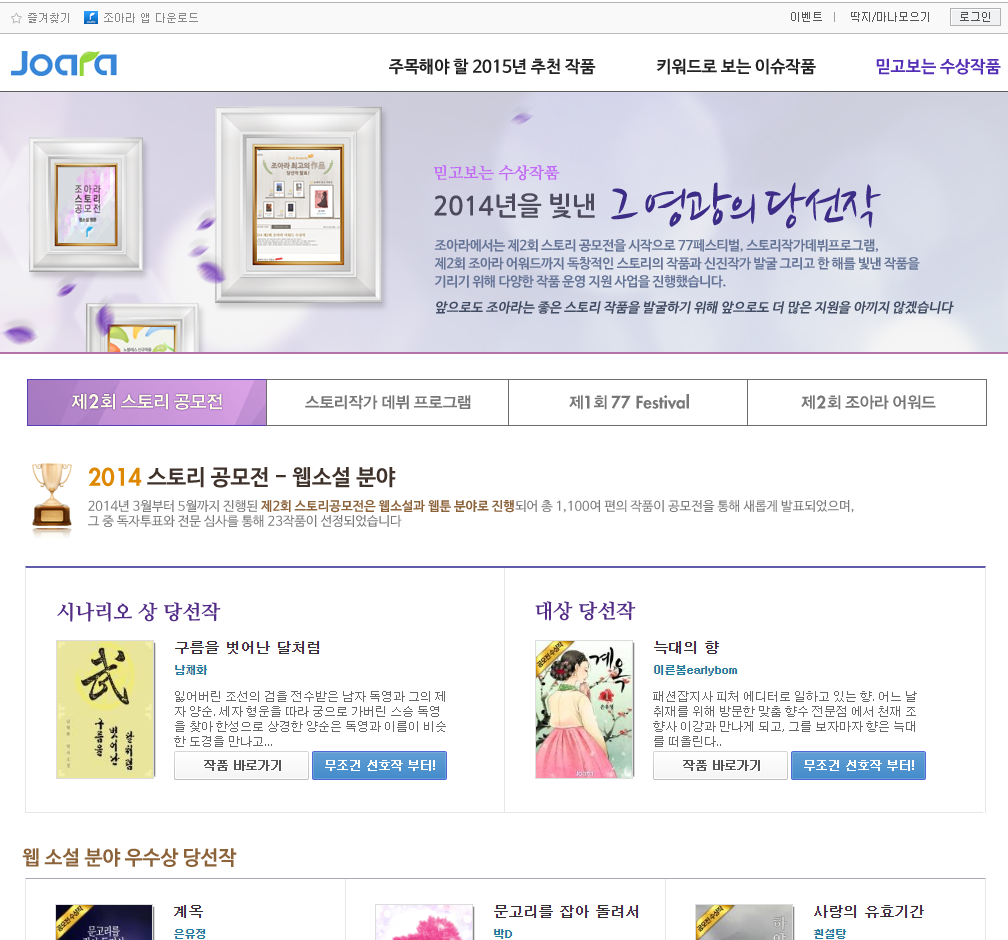 즐겨찾기 조아라 앱 다운로드 이벤트 | 딱지/마나모으기 로그인
Joara 주목해야 할 2015년 추천 작품 키워드로 보는 이슈작품 믿고보는 수상작품
조아라
스토리
공모전
조아라 최고의 作品
믿고보는 수상작품
2014년을 빛낸 그 영광의 당선작
조아라에서는 제2회 스토리 공모전을 시작으로 77페스티벌, 스토리작가데뷔프로그램,
제2회 조아라 어워드까지 독창적인 스토리의 작품과 신진작가 발굴 그리고 한 해를 빛낸 작품을
기리기 위해 다양한 작품 운영 지원 사업을 진행했습니다.
앞으로도 조아라는 좋은 스토리 작품을 발굴하기 위해 앞으로도 더 많은 지원을 아끼지 않겠습니다
제2회 스토리 공모전 스토리작가 데뷔 프로그램 제1회 77 Festival 제2회 조아라 어워드
2014 스토리 공모전 - 웹소설 분야
2014년 3월부터 5월까지 진행된 제2회 스토리공모전은 웹소설과 웹툰 분야로 진행되어 총 1,100여 편의 작품이 공모전을 통해 새롭게 발표되었으며,
그 중 독자투표와 전문 심사를 통해 23작품이 선정되었습니다
시나리오 상 당선작
武
구름을
벗어난
달처럼
구름을 벗어난 달처럼
남채화
잃어버린 조선의 검을 전수받은 남자 독영과 그의 제
자 양순. 세자 형운을 따라 궁으로 가버린 스승 독영
을 찾아 한성으로 상경한 양순은 독영과 이름이 비슷
한 도경을 만나고...
작품 바로가기 무조건 선호작 부터!
대상 당선작
공모전수상작
계옥
은유정
Joara
늑대의 향
이른봄earlybom
패션잡지사 피처 에디터로 일하고 있는 향. 어느 날
취재를 위해 방문한 맞춤 향수 전문점 에서 천재 조
향사 이강과 만나게 되고, 그를 보자마자 향은 늑대
를 떠올린다..
작품 바로가기 무조건 선호작 부터!
웹 소설 분야 우수상 당선작
공모전수상작
문고리를
계옥
은유정
문고리를 잡아 돌려서
박D
공모전수상작
사랑의 유효기간
흰설탕